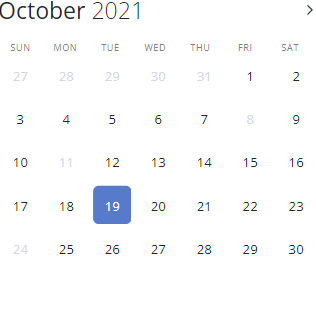 October 2021
SUN MON TUE WED THU FRI SAT
27 28 29 30 31 1 2
3 4 5 6 7 8 9
10 11 12 13 14 15 16
17 18 19 20 21 22 23
24 25 26 27 28 29 30